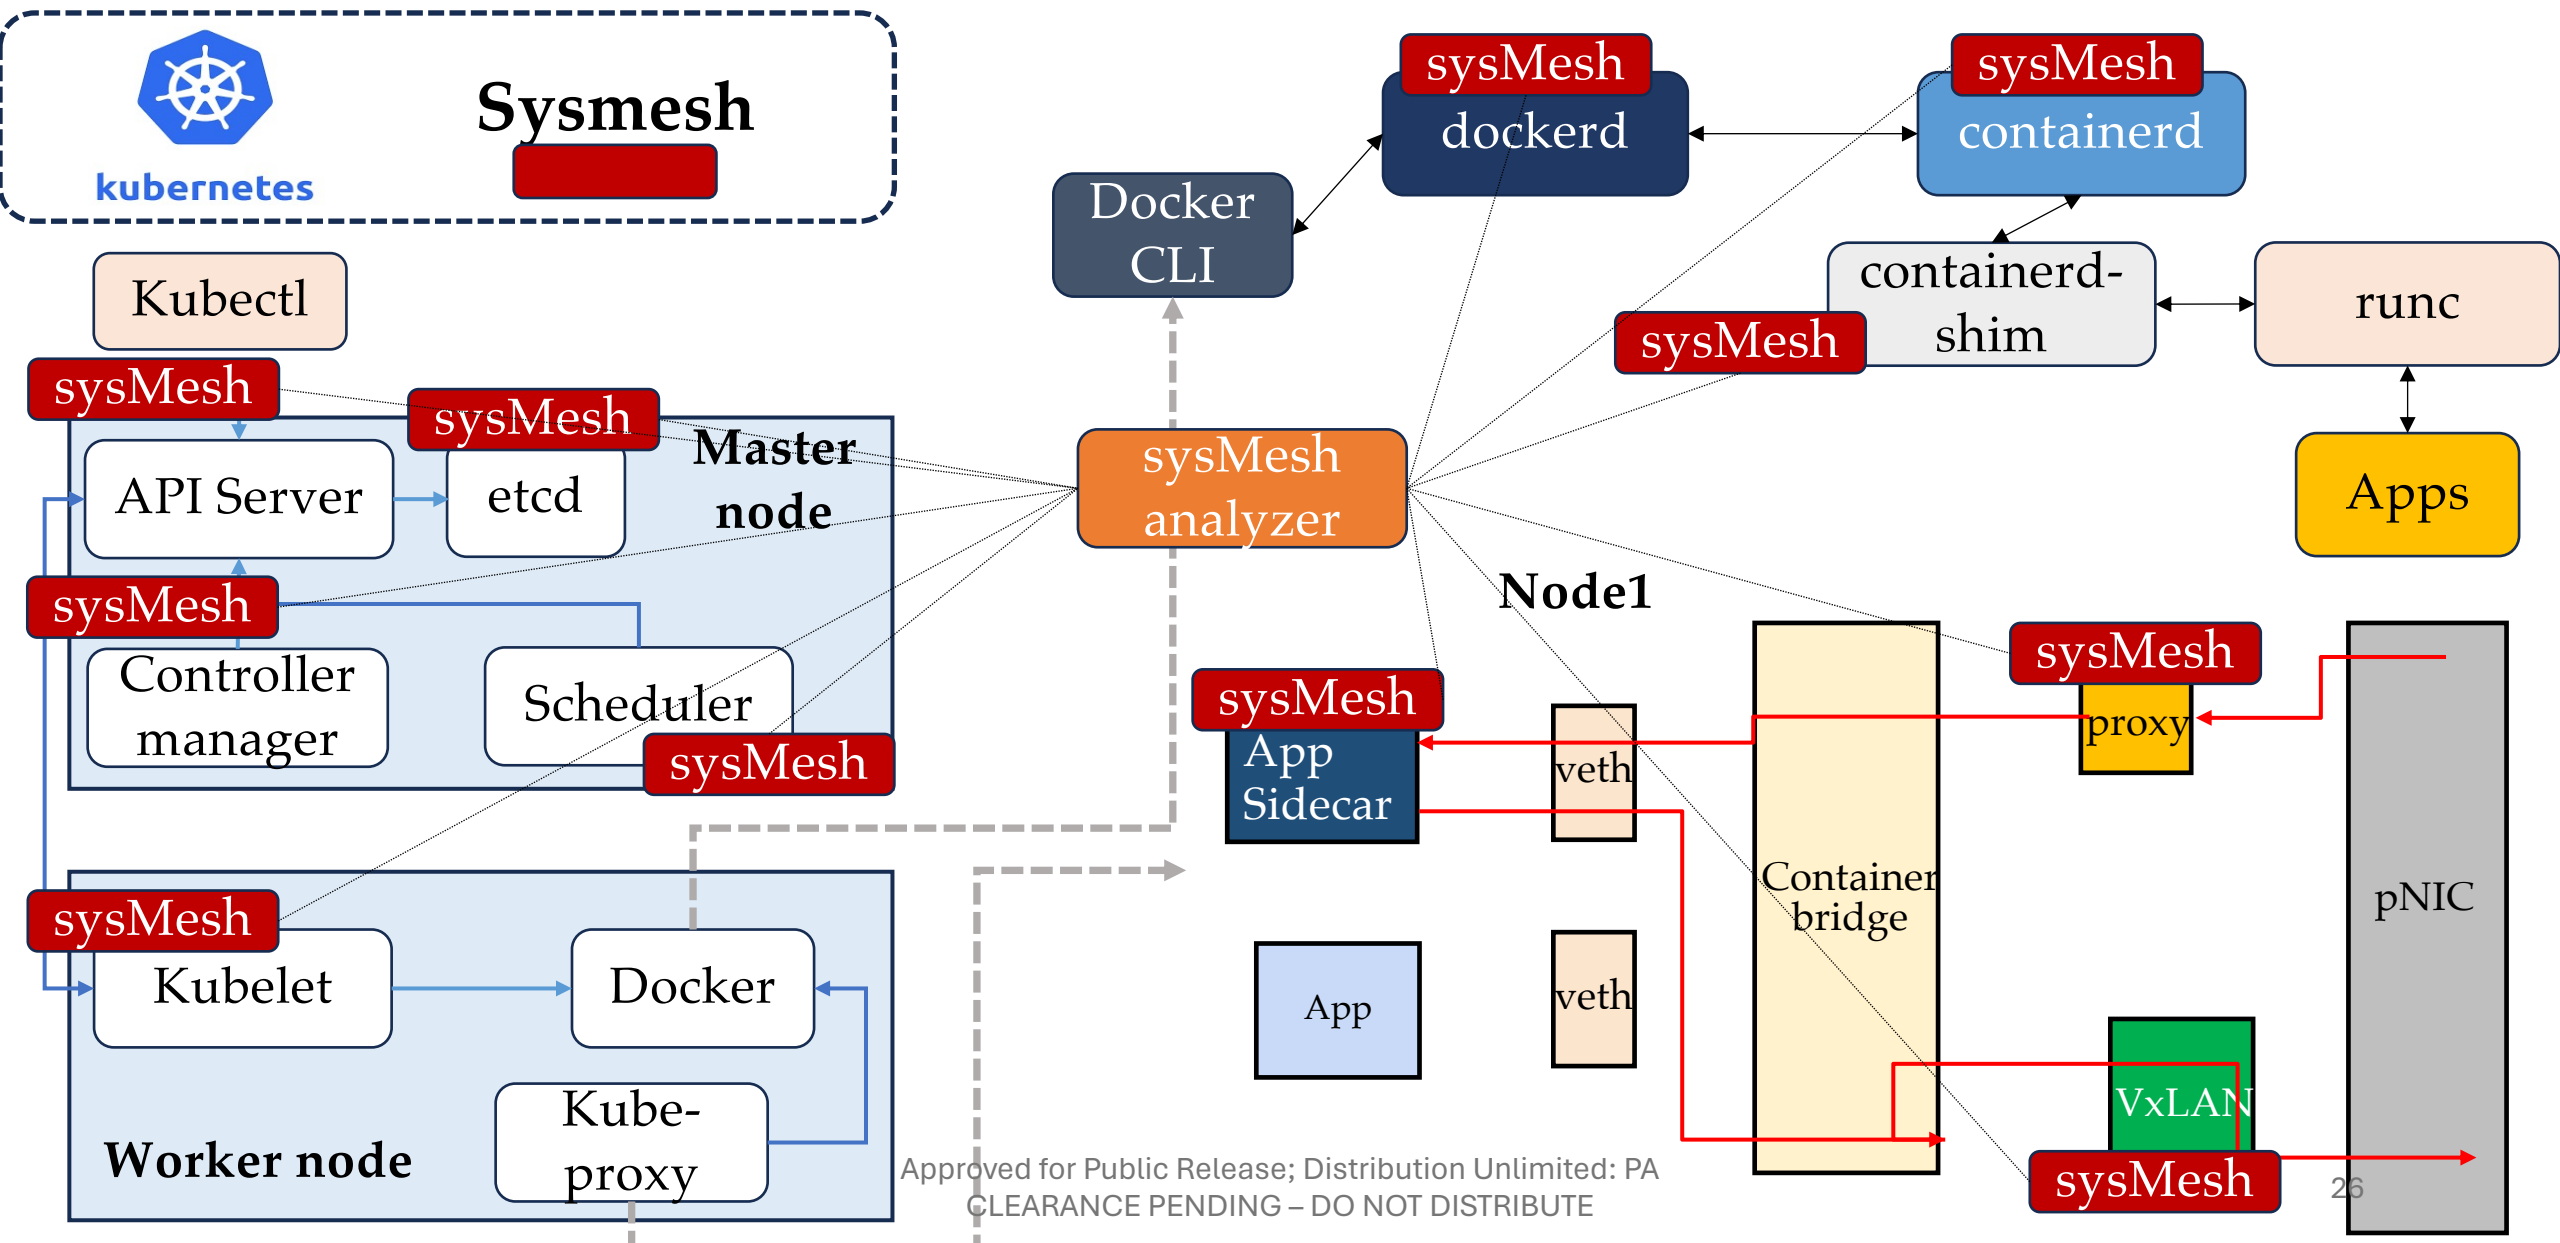 kubernetes
Sysmesh
Kubectl
sysMesh
sysMesh
Master
node
API Server
etcd
sysMesh
Controller
manager
Scheduler
sysMesh
sysMesh
Kubelet
Docker
Kube-
proxy
Worker node
sysMesh
dockerd
sysMesh
containerd
Docker
CLI
containerd-
shim
sysMesh
runc
Apps
sysMesh
analyzer
Node1
sysMesh
App
Sidecar
veth
App
veth
Container
bridge
sysMesh
proxy
VxLAN
sysMesh
pNIC
Approved for Public Release; Distribution Unlimited: PA
CLEARANCE PENDING – DO NOT DISTRIBUTE
26